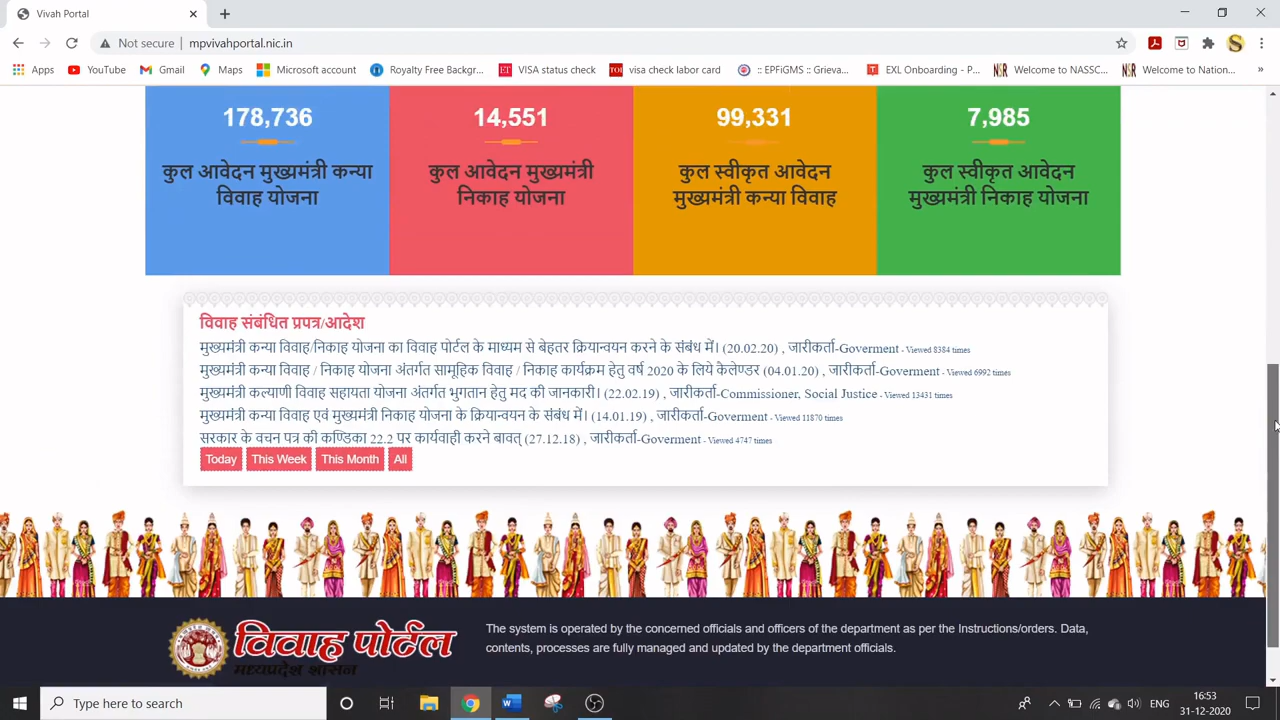 Vivah Portal
Not secure | mpvivahportal.nic.in
Apps YouTube Gmail Maps Microsoft account Royalty Free Backgr... VISA status check visa check labor card :: EPFiGMS :: Grieva... EXL Onboarding - P... Welcome to NASSC... Welcome to Nation... »
178,736 14,551 99,331 7,985
कुल आवेदन मुख्यमंत्री कन्या
विवाह योजना
कुल आवेदन मुख्यमंत्री
निकाह योजना
कुल स्वीकृत आवेदन
मुख्यमंत्री कन्या विवाह
कुल स्वीकृत आवेदन
मुख्यमंत्री निकाह योजना
विवाह संबंधित प्रपत्र/आदेश
मुख्यमंत्री कन्या विवाह/निकाह योजना का विवाह पोर्टल के माध्यम से बेहतर क्रियान्वयन करने के संबंध में। (20.02.20) , जारीकर्ता-Goverment - Viewed 8384 times
मुख्यमंत्री कन्या विवाह / निकाह योजना अंतर्गत सामूहिक विवाह / निकाह कार्यक्रम हेतु वर्ष 2020 के लिये कैलेण्डर (04.01.20) , जारीकर्ता-Goverment - Viewed 6992 times
मुख्यमंत्री कल्याणी विवाह सहायता योजना अंतर्गत भुगतान हेतु मद की जानकारी। (22.02.19) , जारीकर्ता-Commissioner, Social Justice - Viewed 13431 times
मुख्यमंत्री कन्या विवाह एवं मुख्यमंत्री निकाह योजना के क्रियान्वयन के संबंध में। (14.01.19) , जारीकर्ता-Goverment - Viewed 11870 times
सरकार के वचन पत्र की कण्डिका 22.2 पर कार्यवाही करने बावत् (27.12.18) , जारीकर्ता-Goverment - Viewed 4747 times
Today This Week This Month All
विवाह पोर्टल
मध्यप्रदेश शासन
The system is operated by the concerned officials and officers of the department as per the Instructions/orders. Data,
contents, processes are fully managed and updated by the department officials.
Type here to search
ENG
16:53
31-12-2020